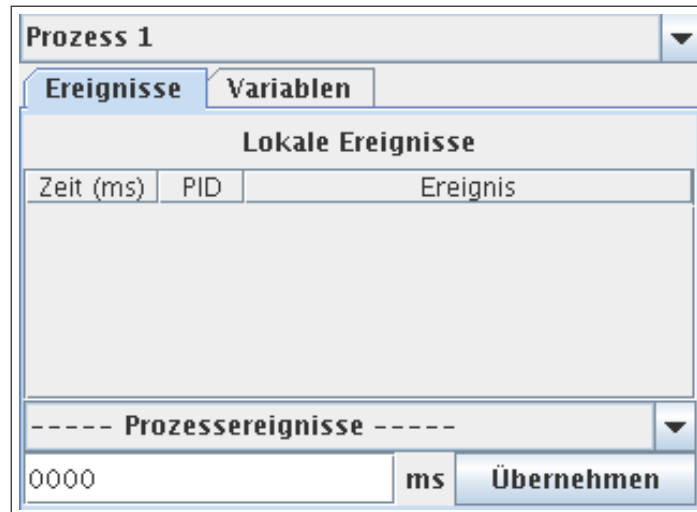 Prozess 1
Ereignisse Variablen
Lokale Ereignisse
Zeit (ms) PID Ereignis
----- Prozessereignisse -----
0000 ms Übernehmen